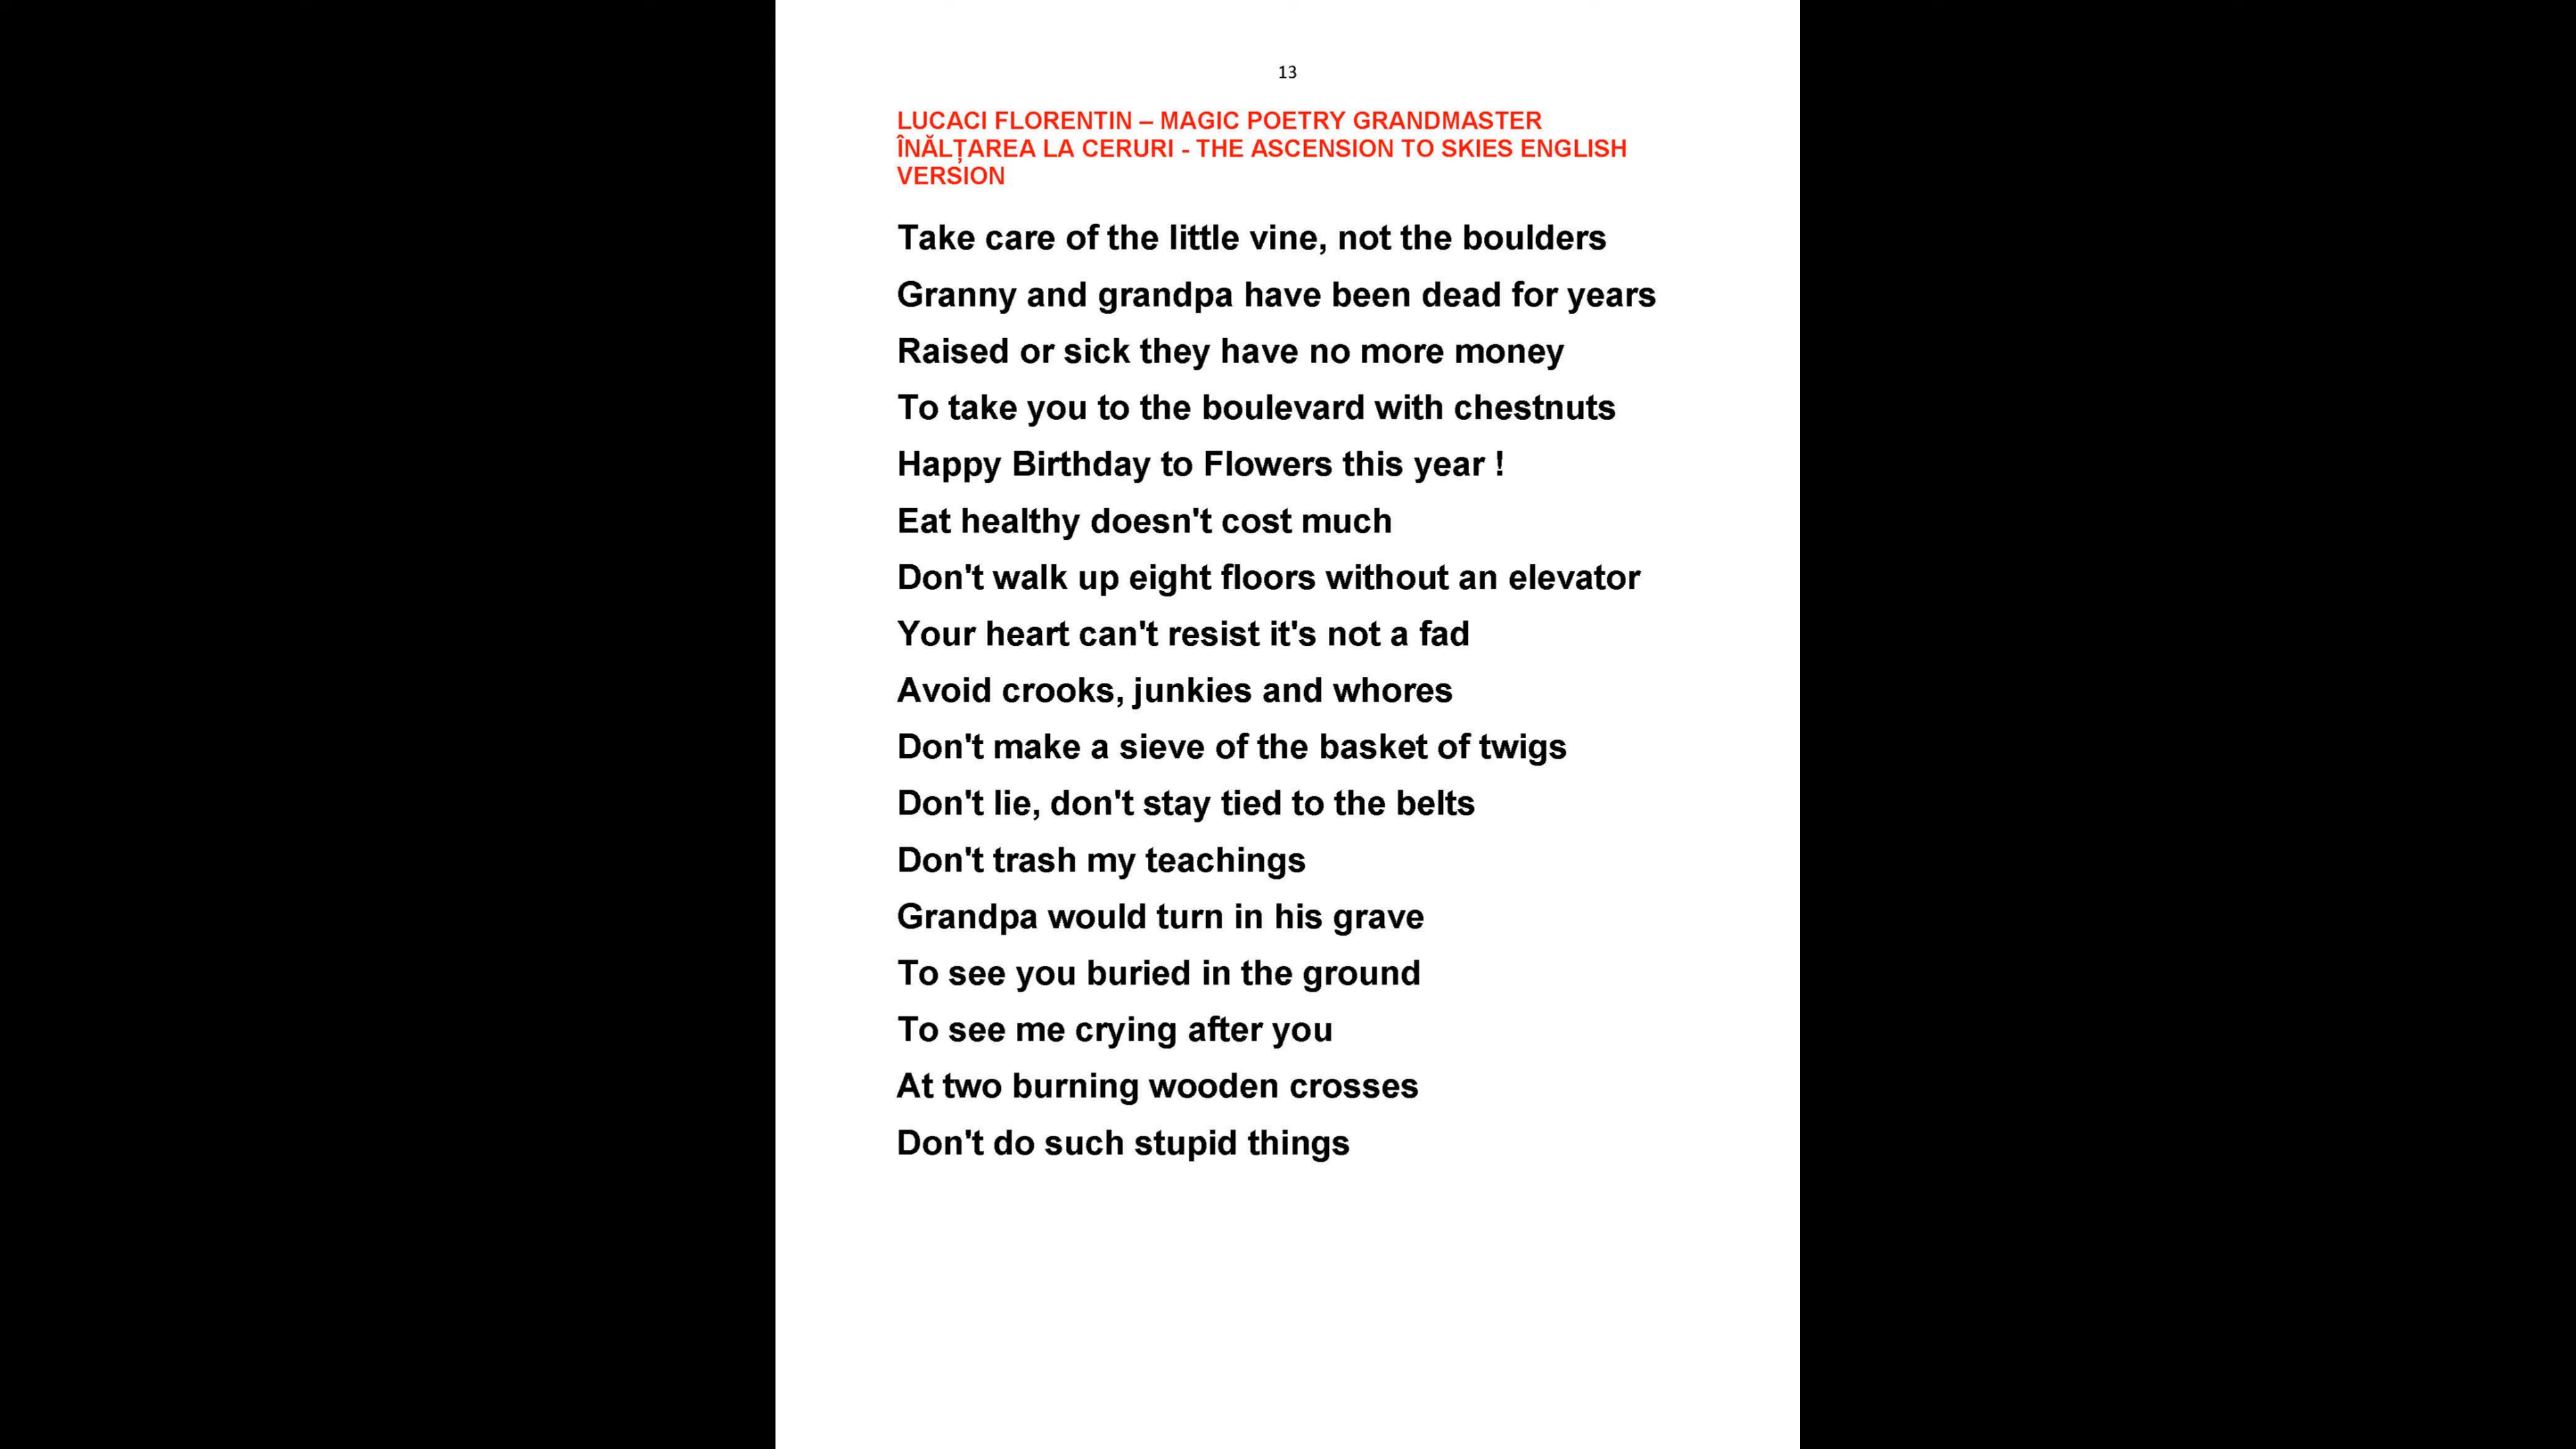 13
LUCACI FLORENTIN – MAGIC POETRY GRANDMASTER
ÎNĂLȚAREA LA CERURI - THE ASCENSION TO SKIES ENGLISH
VERSION
Take care of the little vine, not the boulders
Granny and grandpa have been dead for years
Raised or sick they have no more money
To take you to the boulevard with chestnuts
Happy Birthday to Flowers this year !
Eat healthy doesn't cost much
Don't walk up eight floors without an elevator
Your heart can't resist it's not a fad
Avoid crooks, junkies and whores
Don't make a sieve of the basket of twigs
Don't lie, don't stay tied to the belts
Don't trash my teachings
Grandpa would turn in his grave
To see you buried in the ground
To see me crying after you
At two burning wooden crosses
Don't do such stupid things